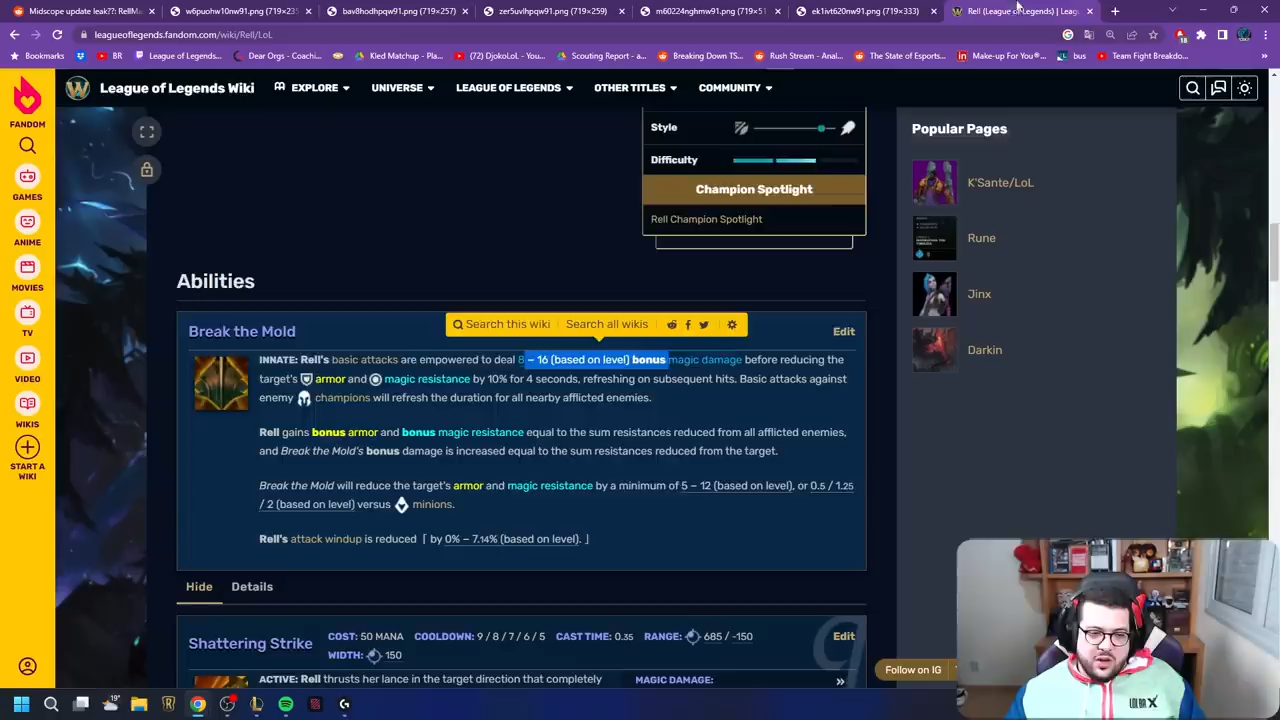 Midscope update leak?? : RellMa
w6puohw10nw91.png (719×235
bav8hodhpqw91.png (719×257)
zer5uvlhpqw91.png (719×259)
m60224nghmw91.png (719×51
ek1ivt620nw91.png (719×333)
Rell (League of Legends) | Leag
leagueoflegends.fandom.com/wiki/Rell/LoL
Bookmarks
BR
League of Legends...
Dear Orgs - Coachi...
Kled Matchup - Pla...
(72) DjokoLoL - You...
Scouting Report - a...
Breaking Down TS...
Rush Stream - Anal...
The State of Esports...
Make-up For You®...
bus
Team Fight Breakdo...
League of Legends Wiki
EXPLORE
UNIVERSE
LEAGUE OF LEGENDS
OTHER TITLES
COMMUNITY
FANDOM
GAMES
ANIME
MOVIES
TV
VIDEO
WIKIS
START A
WIKI
Style
Difficulty
Champion Spotlight
Rell Champion Spotlight
Popular Pages
K'Sante/LoL
Rune
Jinx
Darkin
Abilities
Break the Mold
Search this wiki
Search all wikis
Edit
INNATE: Rell's basic attacks are empowered to deal 8 – 16 (based on level) bonus magic damage before reducing the
target's armor and magic resistance by 10% for 4 seconds, refreshing on subsequent hits. Basic attacks against
enemy champions will refresh the duration for all nearby afflicted enemies.
Rell gains bonus armor and bonus magic resistance equal to the sum resistances reduced from all afflicted enemies,
and Break the Mold's bonus damage is increased equal to the sum resistances reduced from the target.
Break the Mold will reduce the target's armor and magic resistance by a minimum of 5 – 12 (based on level), or 0.5 / 1.25
/ 2 (based on level) versus minions.
Rell's attack windup is reduced ⌈ by 0% – 7.14% (based on level). ⌋
Hide
Details
Shattering Strike
COST: 50 MANA
COOLDOWN: 9 / 8 / 7 / 6 / 5
CAST TIME: 0.35
RANGE: 685 / -150
WIDTH: 150
Edit
ACTIVE: Rell thrusts her lance in the target direction that completely
MAGIC DAMAGE:
Follow on IG
19°
LOLBR X